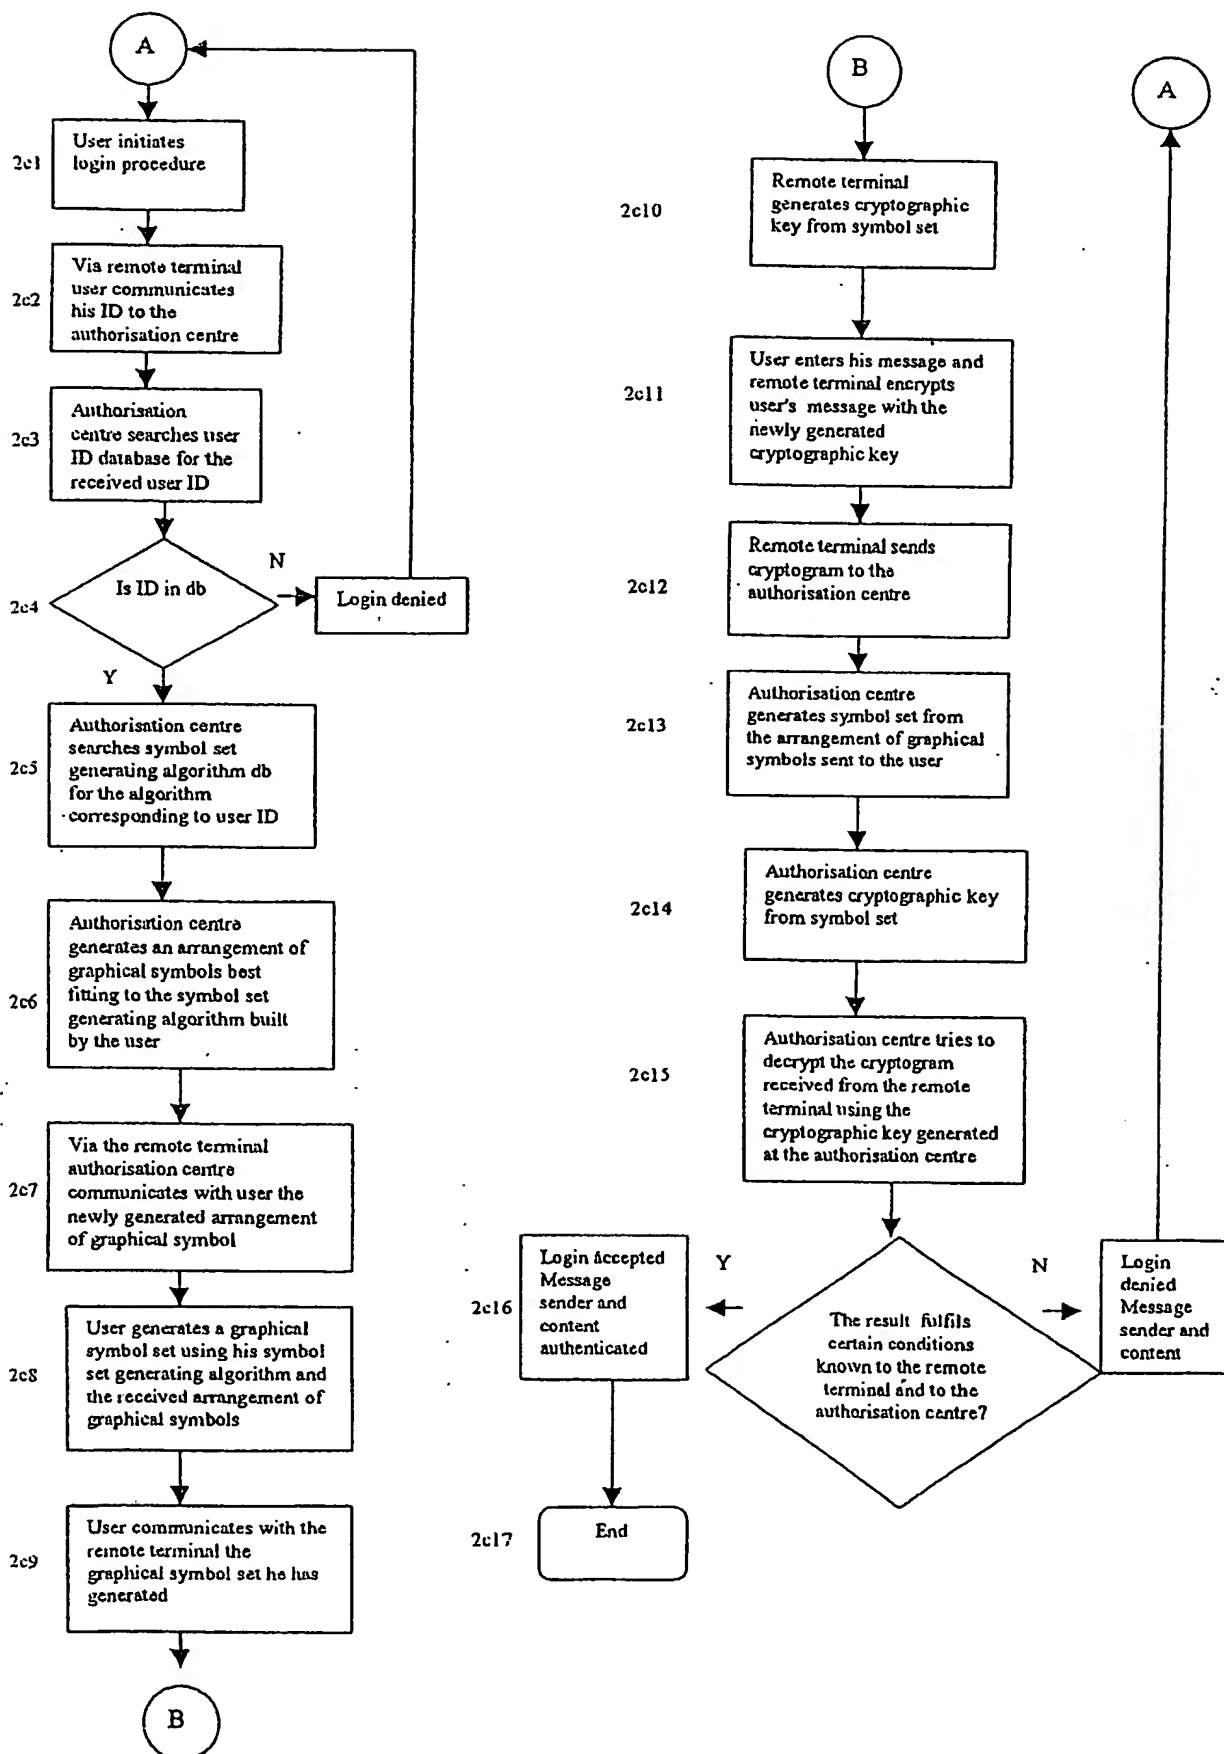 A
2c1
User initiates
login procedure
2c2
Via remote terminal
user communicates
his ID to the
authorisation centre
2c3
Authorisation
centre searches user
ID database for the
received user ID
2c4
Is ID in db
N
Login denied
Y
2c5
Authorisation centre
searches symbol set
generating algorithm db
for the algorithm
corresponding to user ID
2c6
Authorisation centre
generates an arrangement of
graphical symbols best
fitting to the symbol set
generating algorithm built
by the user
2c7
Via the remote terminal
authorisation centre
communicates with user the
newly generated arrangement
of graphical symbol
2c8
User generates a graphical
symbol set using his symbol
set generating algorithm and
the received arrangement of
graphical symbols
2c9
User communicates with the
remote terminal the
graphical symbol set he has
generated
B
B
2c10
Remote terminal
generates cryptographic
key from symbol set
2c11
User enters his message and
remote terminal encrypts
user's message with the
newly generated
cryptographic key
2c12
Remote terminal sends
cryptogram to the
authorisation centre
2c13
Authorisation centre
generates symbol set from
the arrangement of graphical
symbols sent to the user
2c14
Authorisation centre
generates cryptographic key
from symbol set
2c15
Authorisation centre tries to
decrypt the cryptogram
received from the remote
terminal using the
cryptographic key generated
at the authorisation centre
The result fulfils
certain conditions
known to the remote
terminal and to the
authorisation centre?
Y
2c16
Login Accepted
Message
sender and
content
authenticated
2c17
End
N
Login
denied
Message
sender and
content
A